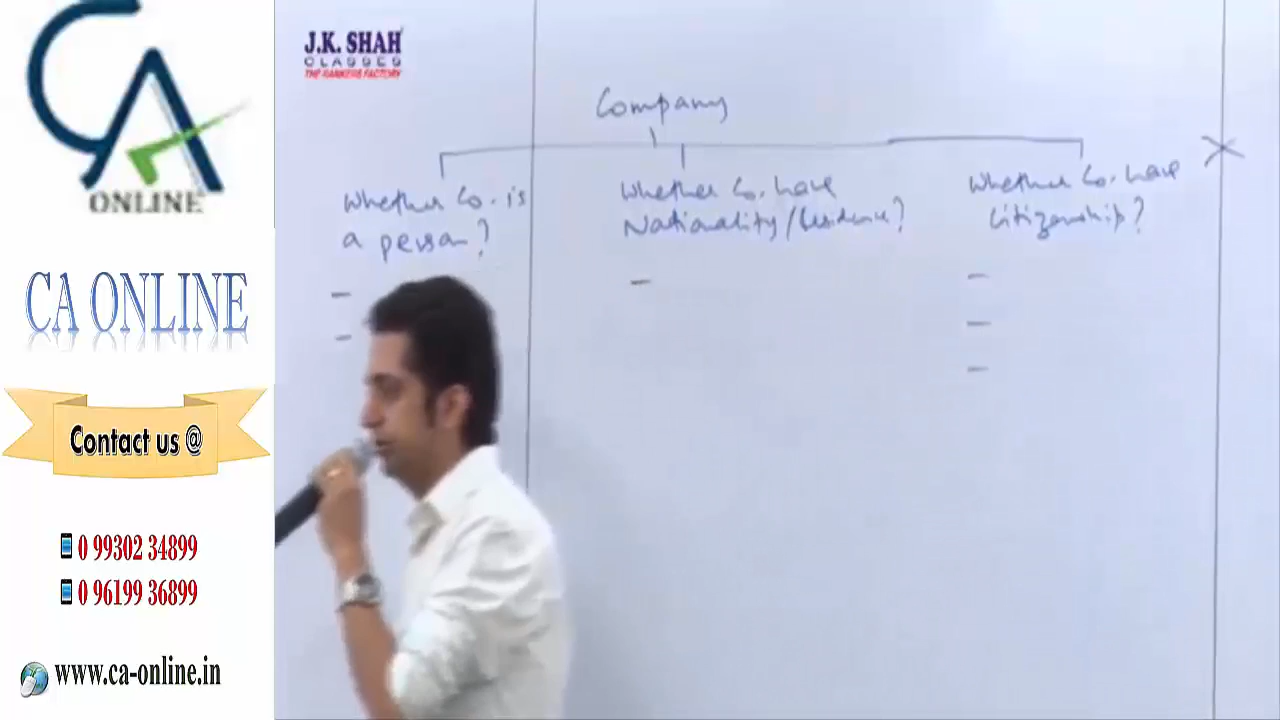 CA
ONLINE
CA ONLINE
Contact us @
0 99302 34899
0 96199 36899
www.ca-online.in
J.K. SHAH
CLASSES
THE RANKERS FACTORY
Company
Whether Co. is
a person?
Whether Co. have
Nationality/Residence?
Whether Co. have
Citizenship?